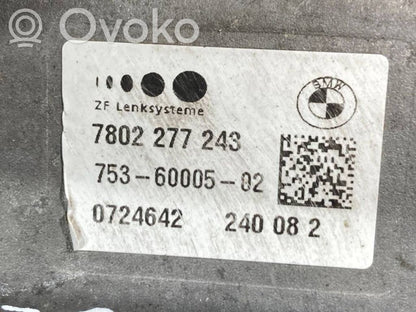 Ovoko
ZF Lenksysteme
BMW
7802 277 243
753-60005-02
0724642 240 08 2